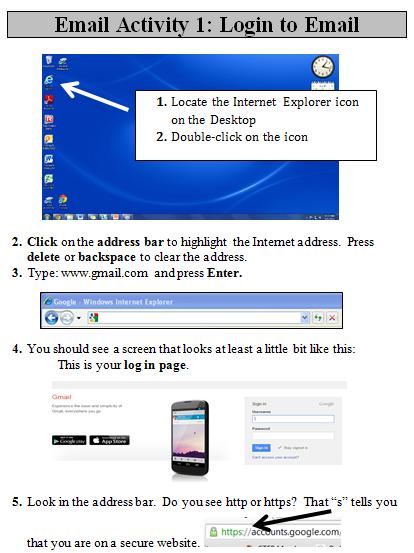 Email Activity 1: Login to Email
1. Locate the Internet Explorer icon
on the Desktop
2. Double-click on the icon
2. Click on the address bar to highlight the Internet address. Press
delete or backspace to clear the address.
3. Type: www.gmail.com and press Enter.
Google - Windows Internet Explorer
4. You should see a screen that looks at least a little bit like this:
This is your log in page.
Gmail
Experience the ease and simplicity of
Gmail, everywhere you go.
Google play
App Store
Sign in
Google
Username
Password
Sign in
Stay signed in
Can't access your account?
5. Look in the address bar. Do you see http or https? That “s” tells you
that you are on a secure website.
https://accounts.google.com/